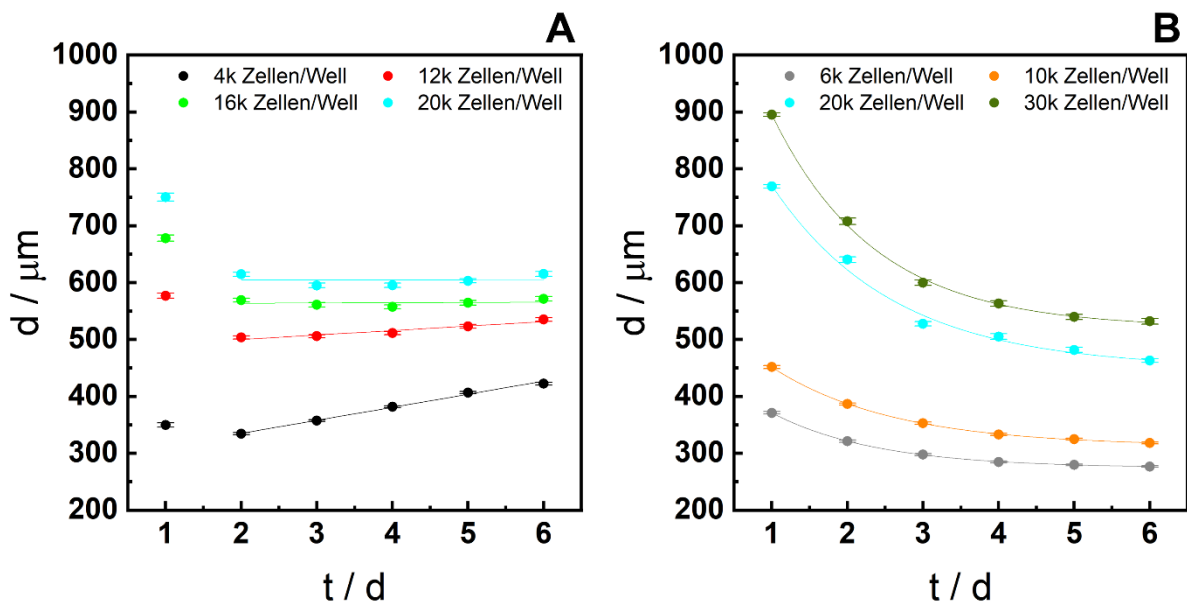 A
1000
900
800
700
600
500
400
300
200
4k Zellen/Well 12k Zellen/Well
16k Zellen/Well 20k Zellen/Well
d / μm
1 2 3 4 5 6
t / d
B
1000
900
800
700
600
500
400
300
200
6k Zellen/Well 10k Zellen/Well
20k Zellen/Well 30k Zellen/Well
d / μm
1 2 3 4 5 6
t / d